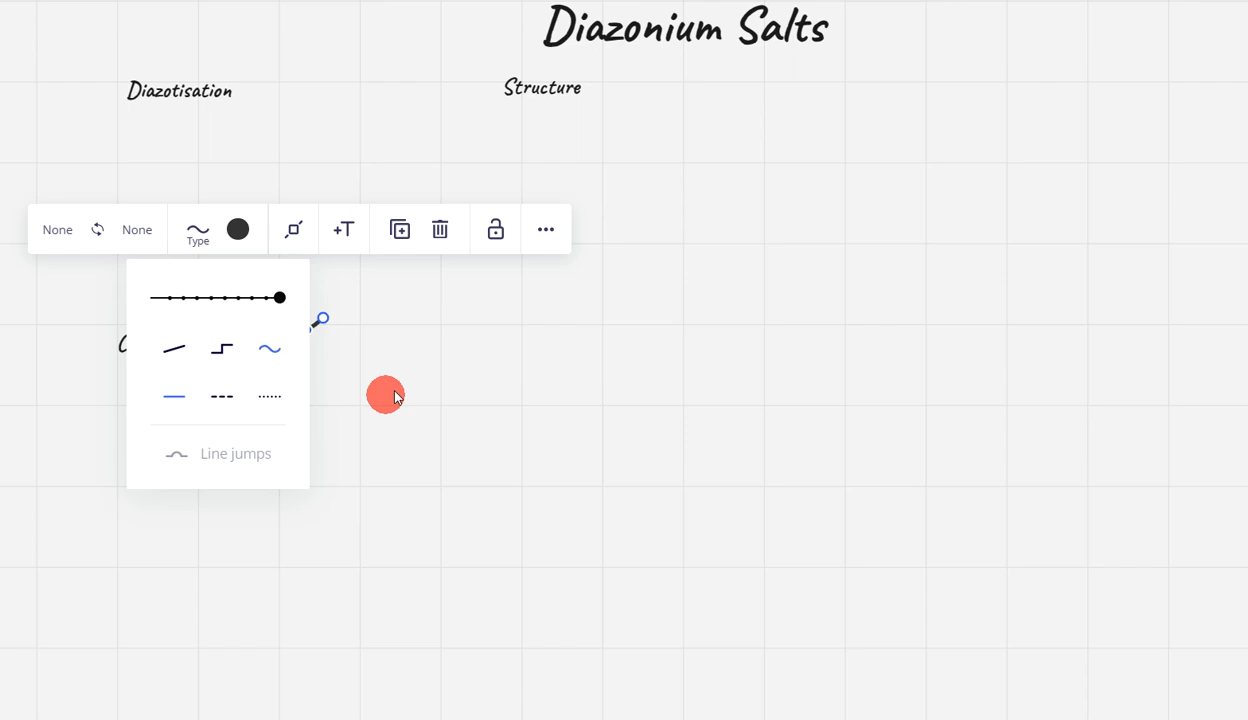 Diazonium Salts
Diazotisation
Structure
None
None
Type
+T
Line jumps